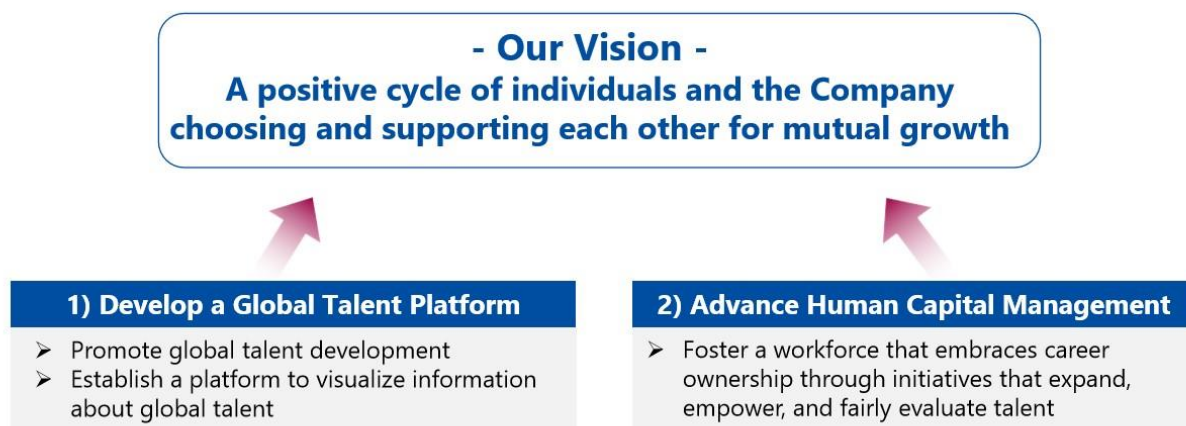 - Our Vision -
A positive cycle of individuals and the Company
choosing and supporting each other for mutual growth
1) Develop a Global Talent Platform
➢ Promote global talent development
➢ Establish a platform to visualize information
about global talent
2) Advance Human Capital Management
➢ Foster a workforce that embraces career
ownership through initiatives that expand,
empower, and fairly evaluate talent